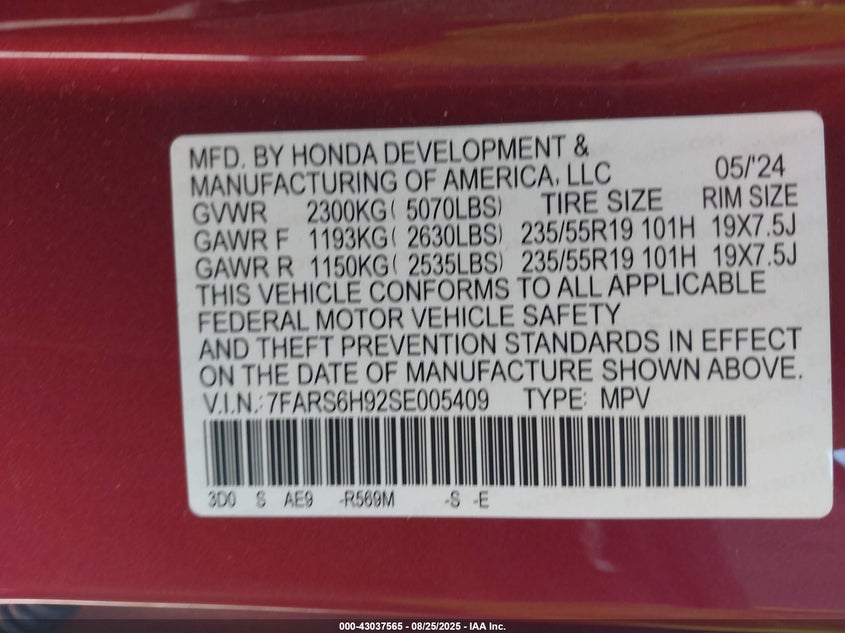 MFD. BY HONDA DEVELOPMENT &
MANUFACTURING OF AMERICA, LLC 05/'24
GVWR 2300KG( 5070LBS) TIRE SIZE RIM SIZE
GAWR F 1193KG( 2630LBS) 235/55R19 101H 19X7.5J
GAWR R 1150KG( 2535LBS) 235/55R19 101H 19X7.5J
THIS VEHICLE CONFORMS TO ALL APPLICABLE
FEDERAL MOTOR VEHICLE SAFETY
AND THEFT PREVENTION STANDARDS IN EFFECT
ON THE DATE OF MANUFACTURE SHOWN ABOVE.
V.I.N.: 7FARS6H92SE005409 TYPE: MPV
3D0 S AE9 -R569M -S -E
000-43037565 - 08/25/2025 - IAA Inc.